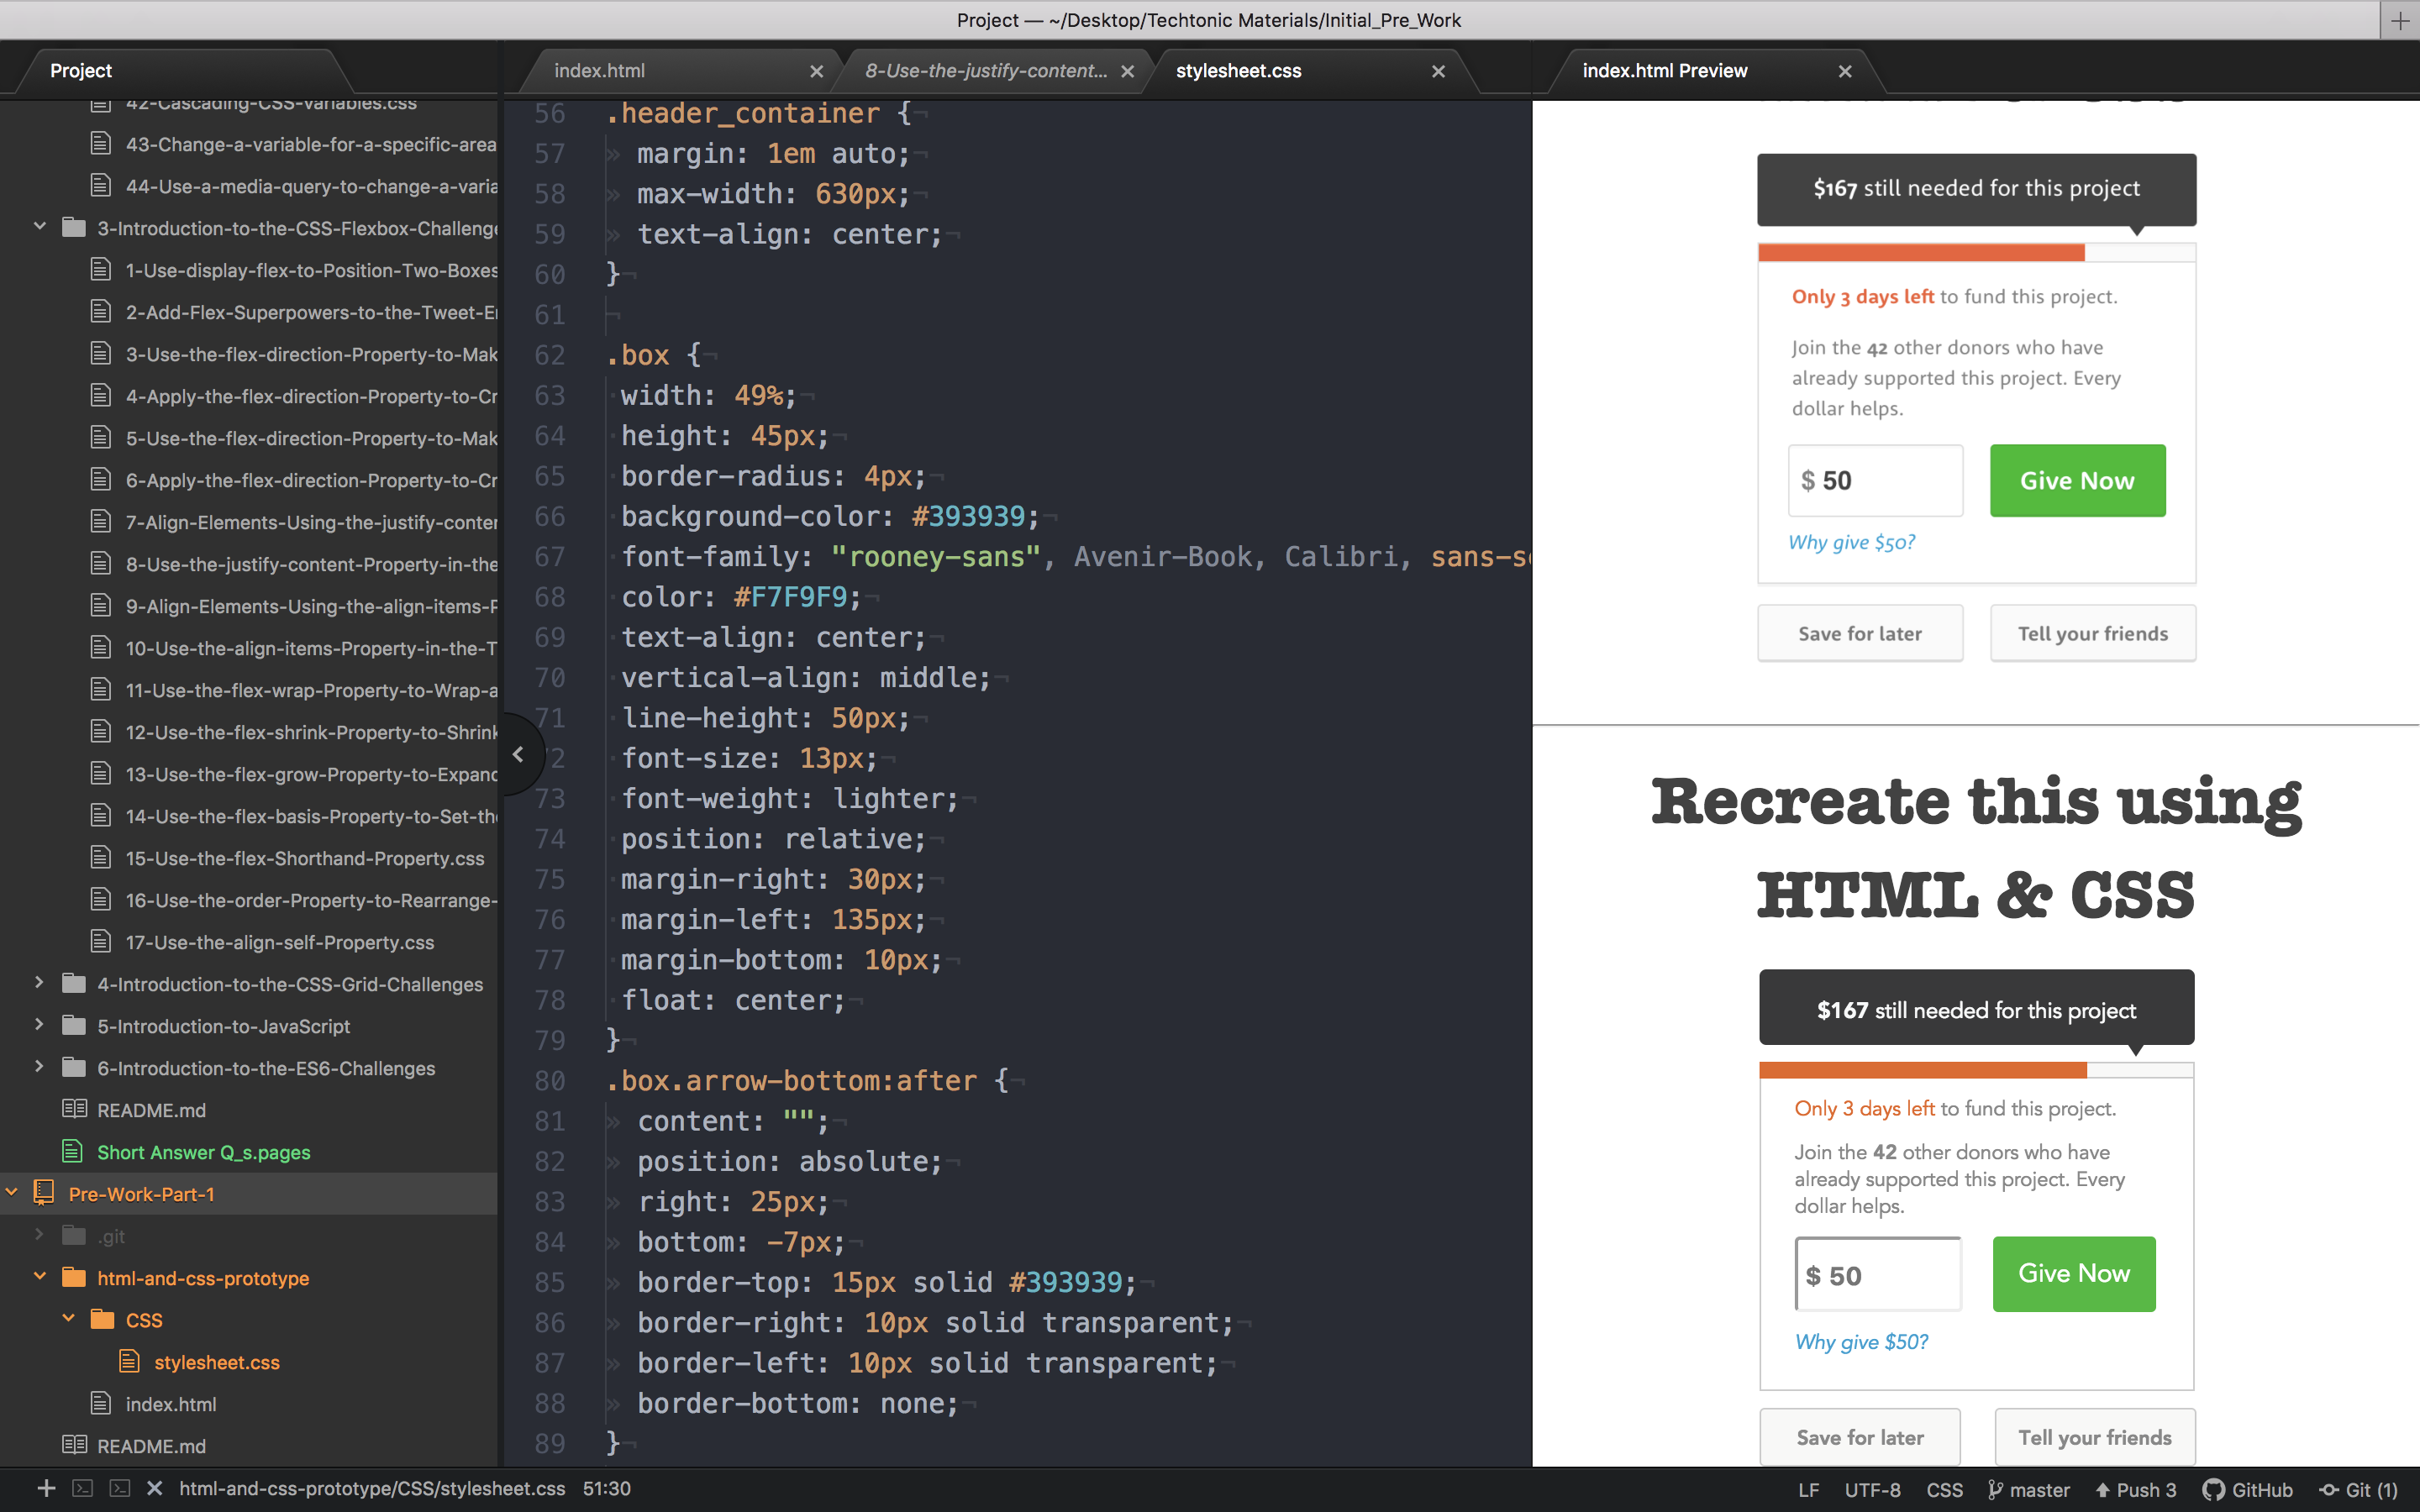 Project — ~/Desktop/Techtonic Materials/Initial_Pre_Work
Project
index.html
8-Use-the-justify-content...
stylesheet.css
index.html Preview
42-Cascading-CSS-variables.css
43-Change-a-variable-for-a-specific-area
44-Use-a-media-query-to-change-a-varia
3-Introduction-to-the-CSS-Flexbox-Challenge
1-Use-display-flex-to-Position-Two-Boxes
2-Add-Flex-Superpowers-to-the-Tweet-E
3-Use-the-flex-direction-Property-to-Mak
4-Apply-the-flex-direction-Property-to-Cr
5-Use-the-flex-direction-Property-to-Mak
6-Apply-the-flex-direction-Property-to-Cr
7-Align-Elements-Using-the-justify-conter
8-Use-the-justify-content-Property-in-the
9-Align-Elements-Using-the-align-items-P
10-Use-the-align-items-Property-in-the-T
11-Use-the-flex-wrap-Property-to-Wrap-a
12-Use-the-flex-shrink-Property-to-Shrink
13-Use-the-flex-grow-Property-to-Expand
14-Use-the-flex-basis-Property-to-Set-the
15-Use-the-flex-Shorthand-Property.css
16-Use-the-order-Property-to-Rearrange-
17-Use-the-align-self-Property.css
4-Introduction-to-the-CSS-Grid-Challenges
5-Introduction-to-JavaScript
6-Introduction-to-the-ES6-Challenges
README.md
Short Answer Q_s.pages
Pre-Work-Part-1
.git
html-and-css-prototype
CSS
stylesheet.css
index.html
README.md
56 .header_container {
57 margin: 1em auto;
58 max-width: 630px;
59 text-align: center;
60 }
61
62 .box {
63 width: 49%;
64 height: 45px;
65 border-radius: 4px;
66 background-color: #393939;
67 font-family: "rooney-sans", Avenir-Book, Calibri, sans-s
68 color: #F7F9F9;
69 text-align: center;
70 vertical-align: middle;
71 line-height: 50px;
72 font-size: 13px;
73 font-weight: lighter;
74 position: relative;
75 margin-right: 30px;
76 margin-left: 135px;
77 margin-bottom: 10px;
78 float: center;
79 }
80 .box.arrow-bottom:after {
81 content: "";
82 position: absolute;
83 right: 25px;
84 bottom: -7px;
85 border-top: 15px solid #393939;
86 border-right: 10px solid transparent;
87 border-left: 10px solid transparent;
88 border-bottom: none;
89 }
$167 still needed for this project
Only 3 days left to fund this project.
Join the 42 other donors who have
already supported this project. Every
dollar helps.
$ 50
Give Now
Why give $50?
Save for later
Tell your friends
Recreate this using
HTML & CSS
$167 still needed for this project
Only 3 days left to fund this project.
Join the 42 other donors who have
already supported this project. Every
dollar helps.
$ 50
Give Now
Why give $50?
Save for later
Tell your friends
html-and-css-prototype/CSS/stylesheet.css 51:30
LF UTF-8 CSS master Push 3 GitHub Git (1)